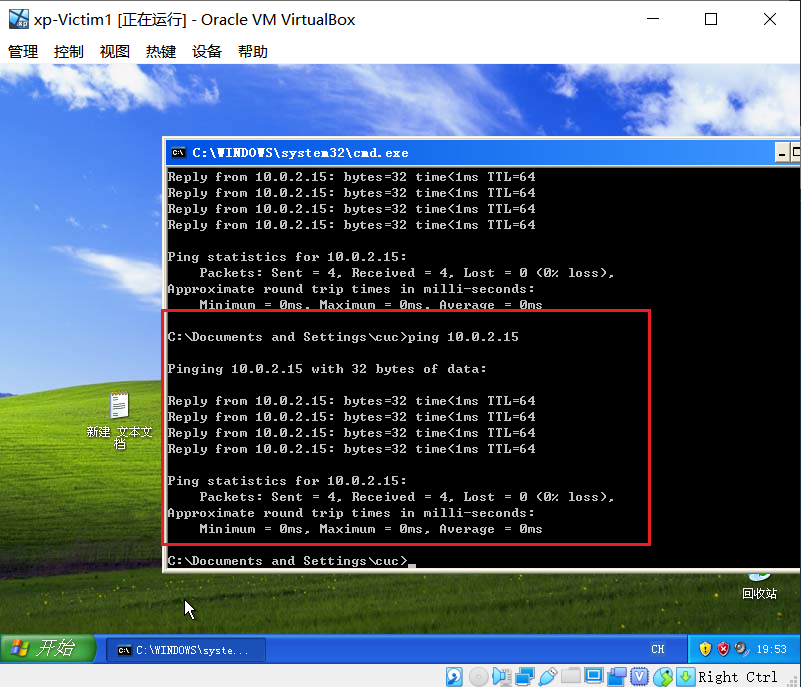 xp-Victim1 [正在运行] - Oracle VM VirtualBox
管理 控制 视图 热键 设备 帮助
C:\WINDOWS\system32\cmd.exe
Reply from 10.0.2.15: bytes=32 time<1ms TTL=64
Reply from 10.0.2.15: bytes=32 time<1ms TTL=64
Reply from 10.0.2.15: bytes=32 time<1ms TTL=64
Reply from 10.0.2.15: bytes=32 time<1ms TTL=64
Ping statistics for 10.0.2.15:
Packets: Sent = 4, Received = 4, Lost = 0 (0% loss),
Approximate round trip times in milli-seconds:
Minimum = 0ms, Maximum = 0ms, Average = 0ms
C:\Documents and Settings\cuc>ping 10.0.2.15
Pinging 10.0.2.15 with 32 bytes of data:
Reply from 10.0.2.15: bytes=32 time<1ms TTL=64
Reply from 10.0.2.15: bytes=32 time<1ms TTL=64
Reply from 10.0.2.15: bytes=32 time<1ms TTL=64
Reply from 10.0.2.15: bytes=32 time<1ms TTL=64
Ping statistics for 10.0.2.15:
Packets: Sent = 4, Received = 4, Lost = 0 (0% loss),
Approximate round trip times in milli-seconds:
Minimum = 0ms, Maximum = 0ms, Average = 0ms
C:\Documents and Settings\cuc>
新建 文本文
档
回收站
开始
C:\WINDOWS\syste...
CH
19:53
Right Ctrl